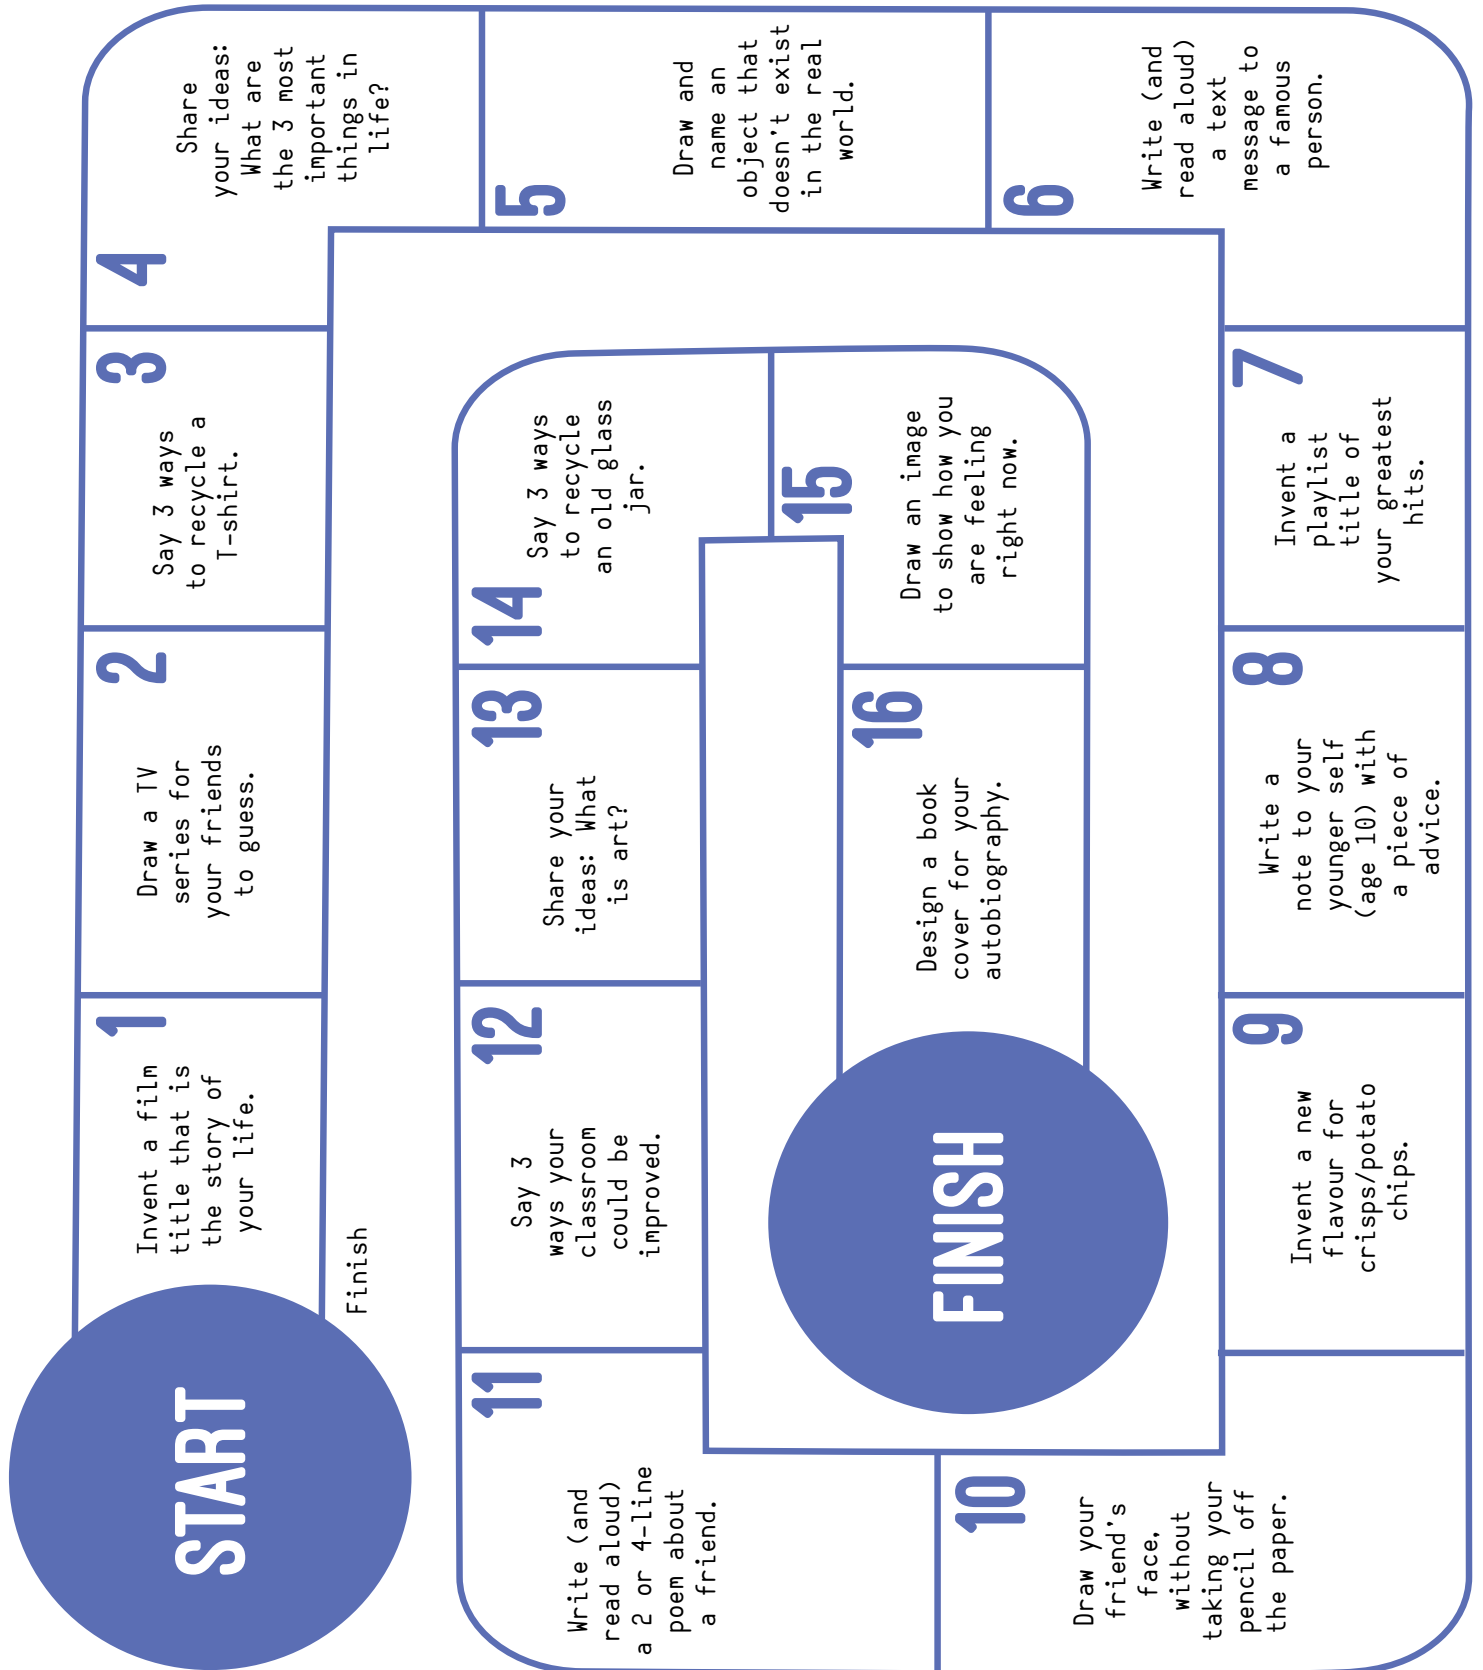 START
1
Invent a film
title that is
the story of
your life.
Finish
2
Draw a TV
series for
your friends
to guess.
3
Say 3 ways
to recycle a
T-shirt.
4
Share
your ideas:
What are
the 3 most
important
things in
life?
5
Draw and
name an
object that
doesn't exist
in the real
world.
6
Write (and
read aloud)
a text
message to
a famous
person.
7
Invent a
playlist
title of
your greatest
hits.
8
Write a
note to your
younger self
(age 10) with
a piece of
advice.
9
Invent a new
flavour for
crisps/potato
chips.
10
Draw your
friend's
face,
without
taking your
pencil off
the paper.
11
Write (and
read aloud)
a 2 or 4-line
poem about
a friend.
12
Say 3
ways your
classroom
could be
improved.
13
Share your
ideas: What
is art?
14
Say 3 ways
to recycle
an old glass
jar.
15
Draw an image
to show how you
are feeling
right now.
16
Design a book
cover for your
autobiography.
FINISH